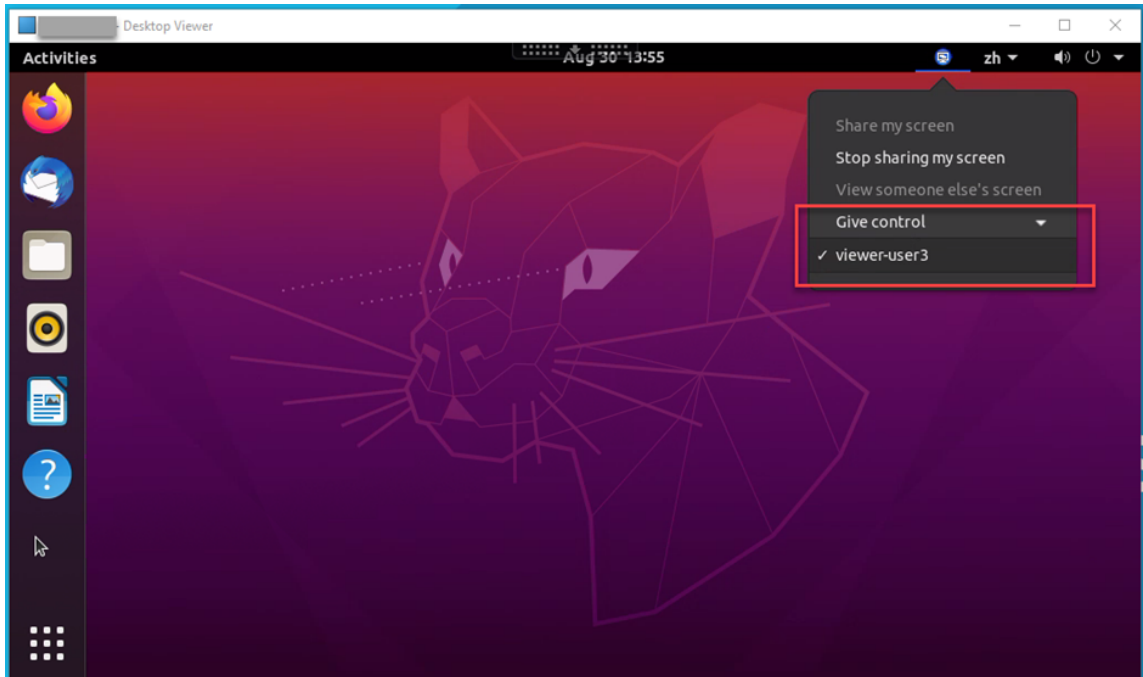 - Desktop Viewer
Activities
Aug 30 13:55
zh
Share my screen
Stop sharing my screen
View someone else's screen
Give control
✓ viewer-user3
?